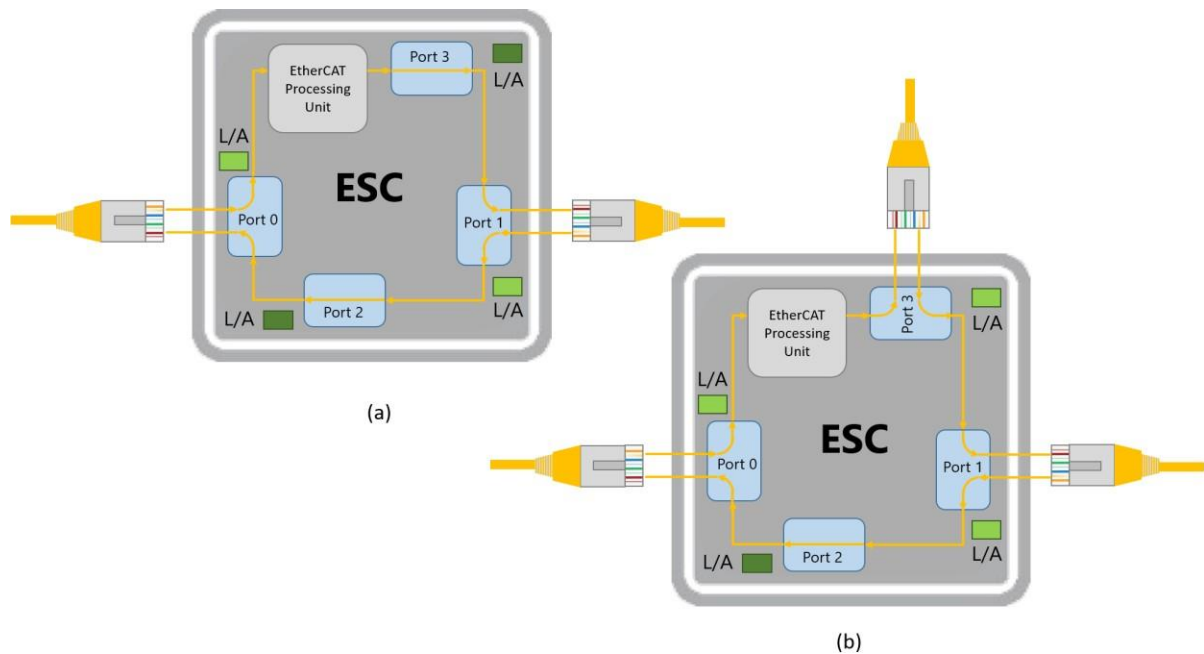 EtherCAT
Processing
Unit
Port 3
L/A
L/A
ESC
Port 0
Port 1
Port 2
L/A
L/A
(a)
EtherCAT
Processing
Unit
Port 3
L/A
L/A
ESC
Port 0
Port 1
Port 2
L/A
L/A
(b)